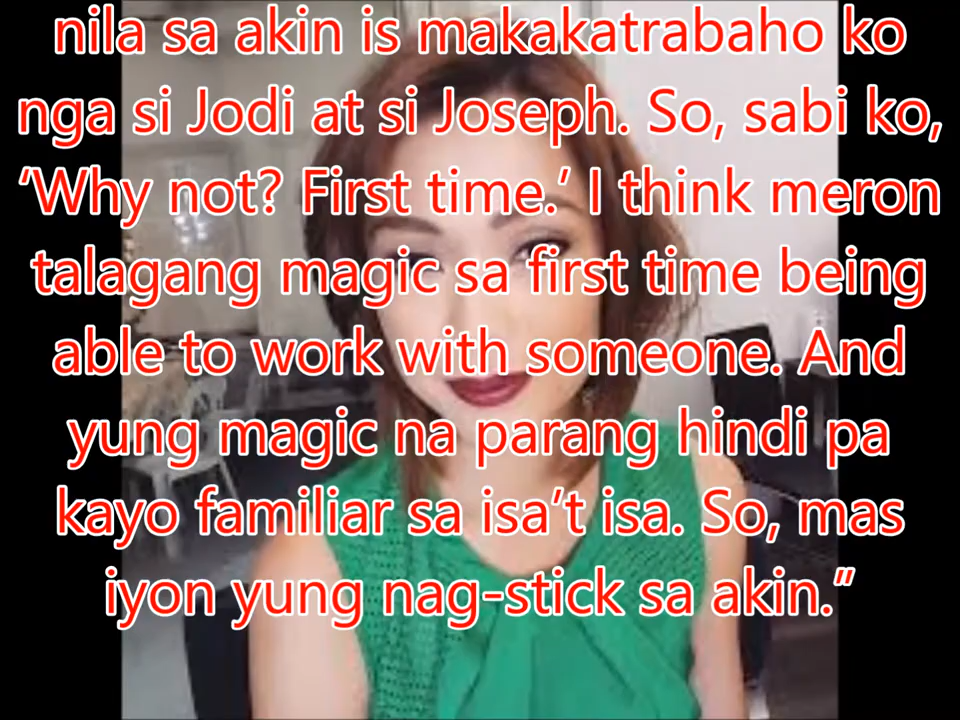 nila sa akin is makakatrabaho ko
nga si Jodi at si Joseph. So, sabi ko,
‘Why not? First time.’ I think meron
talagang magic sa first time being
able to work with someone. And
yung magic na parang hindi pa
kayo familiar sa isa’t isa. So, mas
iyon yung nag-stick sa akin.”